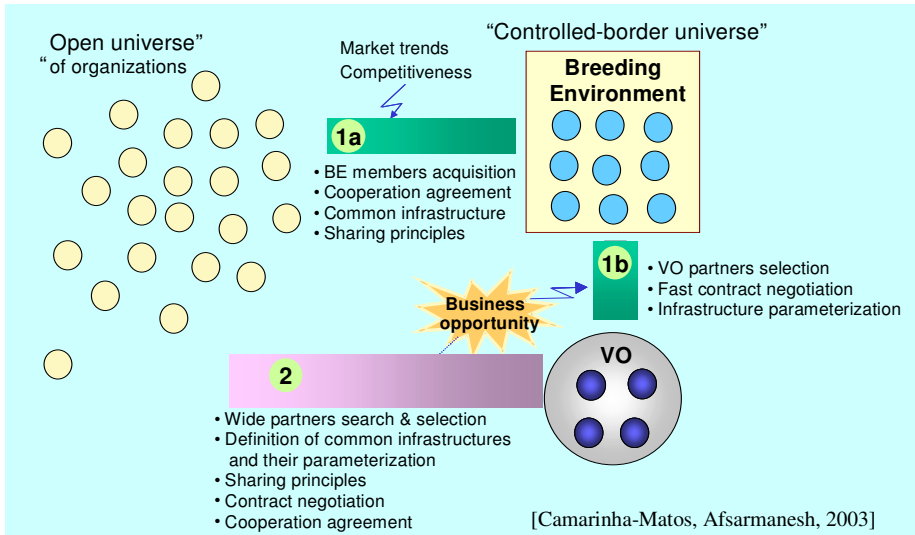 Open universe”
“of organizations
Market trends
Competitiveness
“Controlled-border universe”
Breeding
Environment
1a
• BE members acquisition
• Cooperation agreement
• Common infrastructure
• Sharing principles
1b
• VO partners selection
• Fast contract negotiation
• Infrastructure parameterization
Business
opportunity
VO
2
• Wide partners search & selection
• Definition of common infrastructures
and their parameterization
• Sharing principles
• Contract negotiation
• Cooperation agreement
[Camarinha-Matos, Afsarmanesh, 2003]